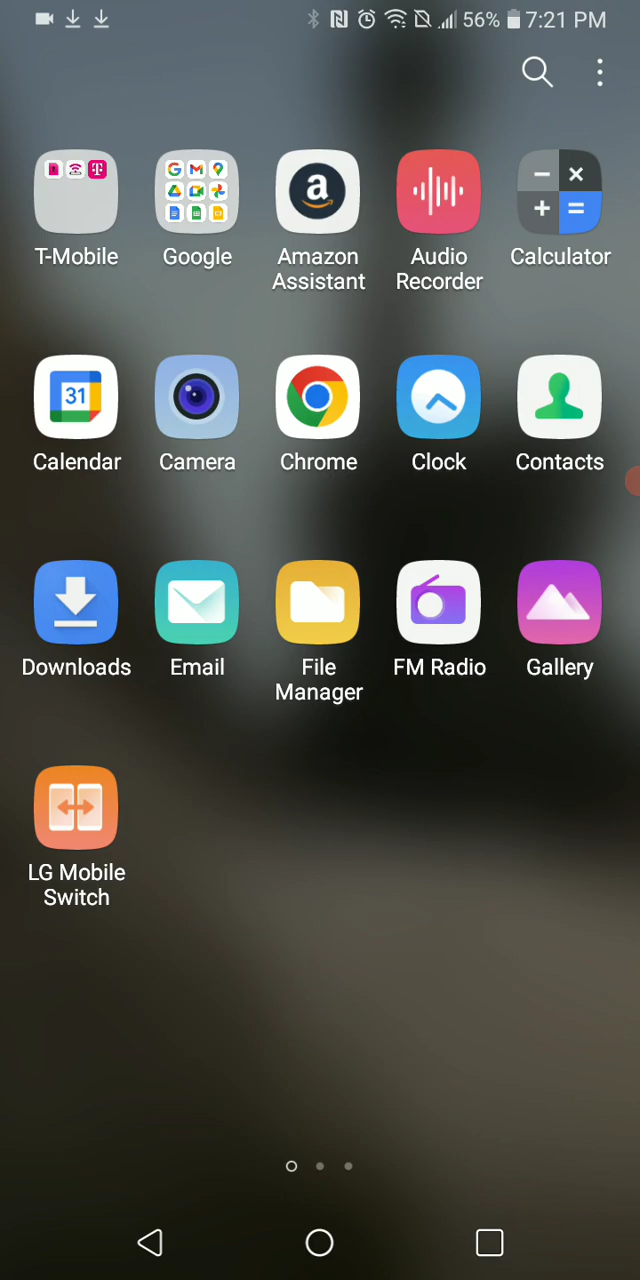 56% 7:21 PM
T-Mobile
Google
Amazon
Assistant
Audio
Recorder
Calculator
31
Calendar
Camera
Chrome
Clock
Contacts
Downloads
Email
File
Manager
FM Radio
Gallery
LG Mobile
Switch